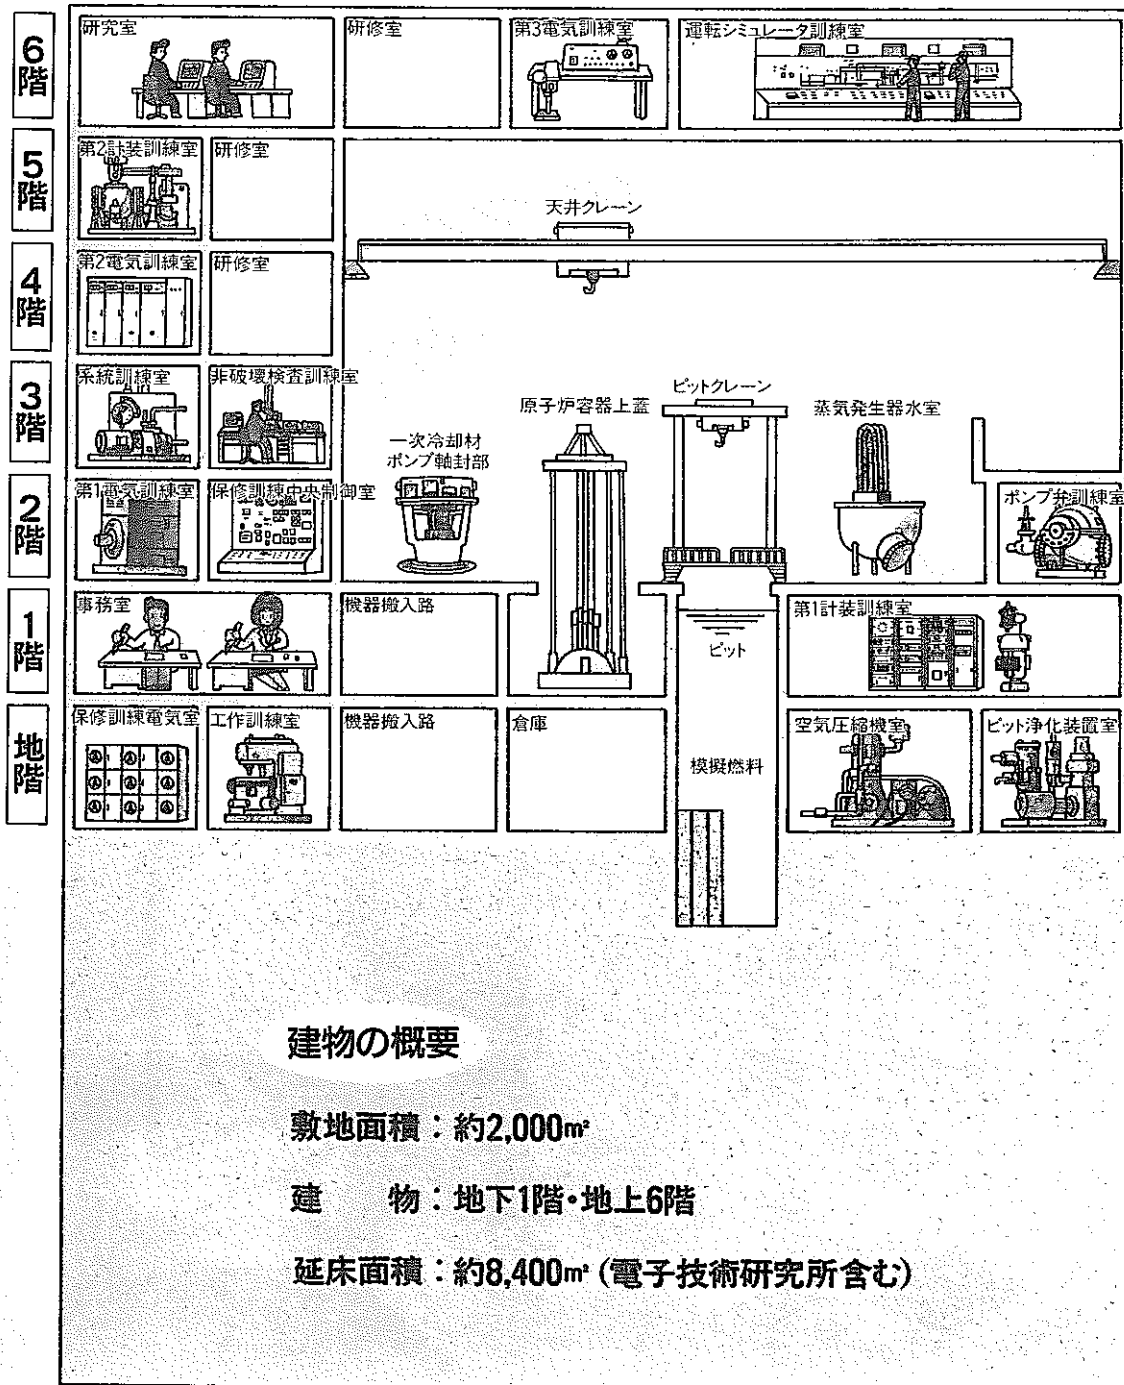 6階
研究室
研修室
第3電気訓練室
運転シミュレータ訓練室
5階
第2計装訓練室
研修室
天井クレーン
4階
第2電気訓練室
研修室
3階
系統訓練室
非破壊検査訓練室
一次冷却材
ポンプ軸封部
原子炉容器上蓋
ピットクレーン
蒸気発生器水室
2階
第1電気訓練室
保修訓練中央制御室
ポンプ弁訓練室
1階
事務室
機器搬入路
ピット
第1計装訓練室
地階
保修訓練電気室
工作訓練室
機器搬入路
倉庫
模擬燃料
空気圧縮機室
ピット浄化装置室
建物の概要
敷地面積：約2,000m²
建　　物：地下1階・地上6階
延床面積：約8,400m²（電子技術研究所含む）